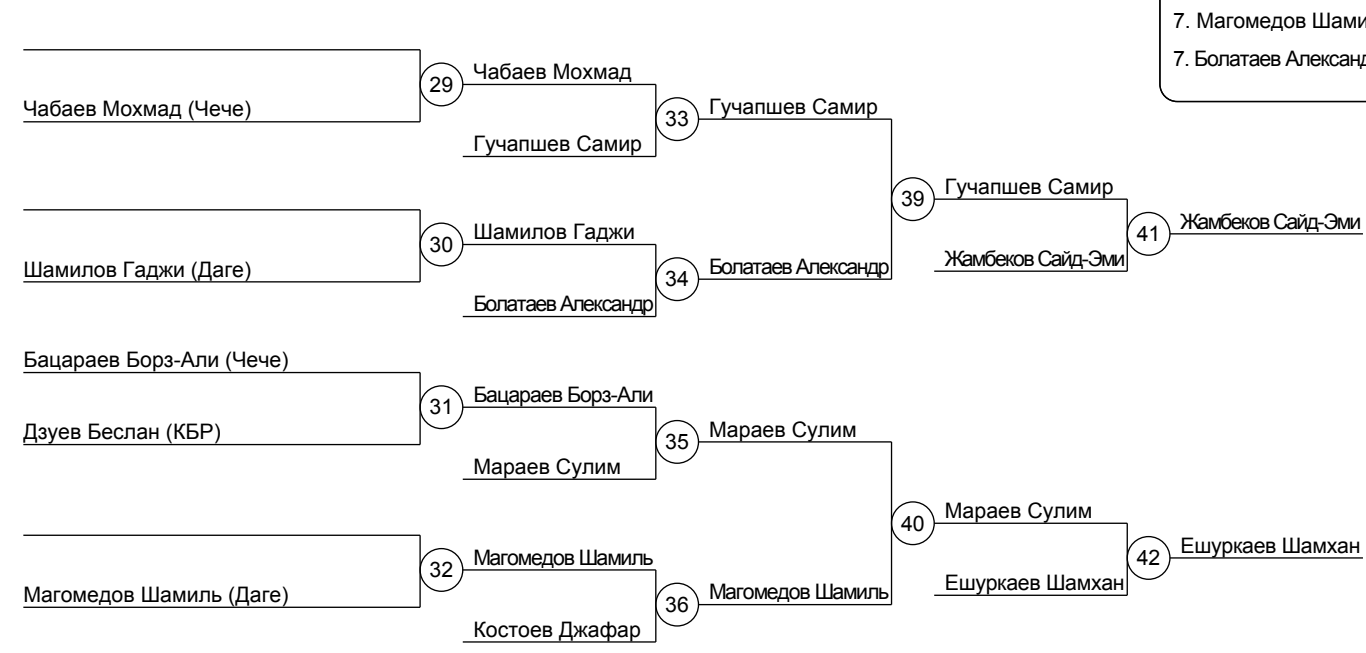 7. Магомедов Шами
7. Болатаев Александ
29
Чабаев Мохмад
Чабаев Мохмад (Чече)
33
Гучапшев Самир
Гучапшев Самир
39
Гучапшев Самир
30
Шамилов Гаджи
41
Жамбеков Сайд-Эми
Шамилов Гаджи (Даге)
34
Болатаев Александр
Жамбеков Сайд-Эми
Болатаев Александр
Бацараев Борз-Али (Чече)
31
Бацараев Борз-Али
Дзуев Беслан (КБР)
35
Мараев Сулим
Мараев Сулим
40
Мараев Сулим
32
Магомедов Шамиль
42
Ешуркаев Шамхан
Магомедов Шамиль (Даге)
36
Магомедов Шамиль
Ешуркаев Шамхан
Костоев Джафар